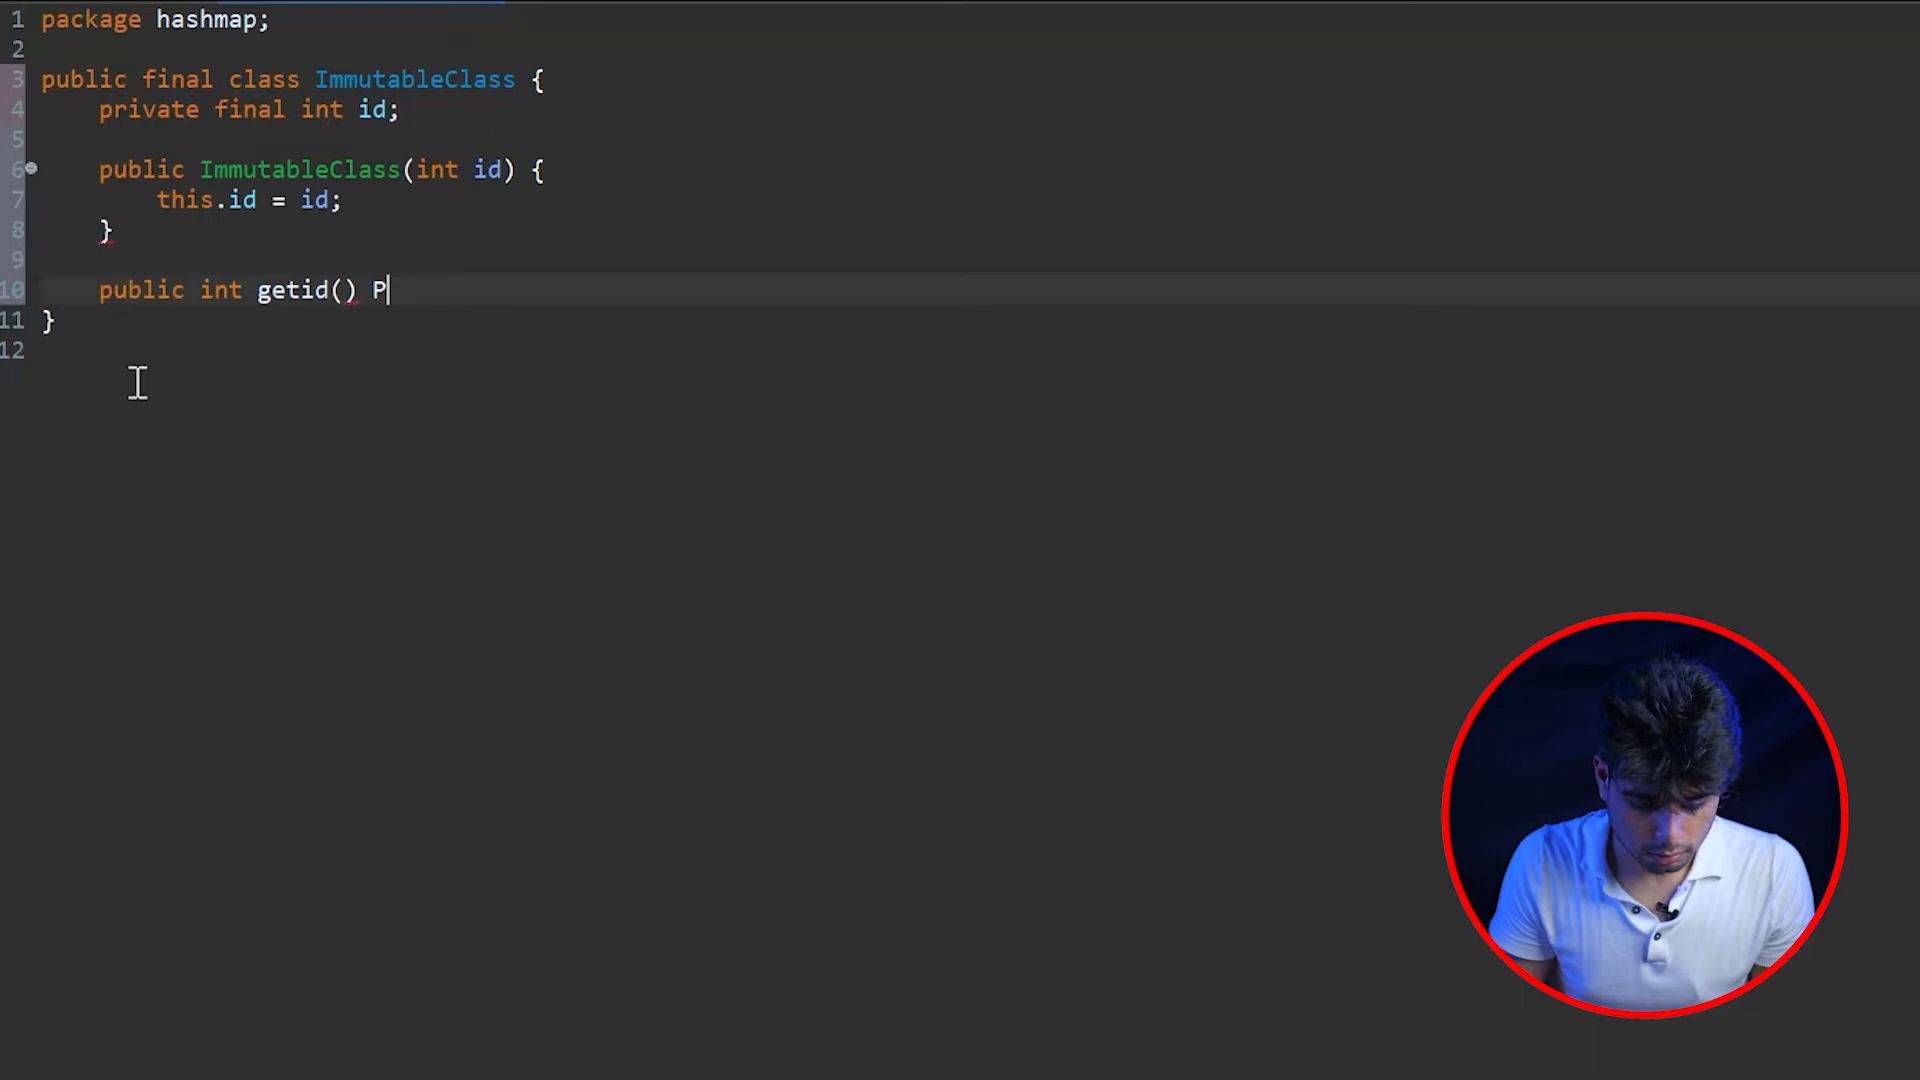 1 package hashmap;
2
3 public final class ImmutableClass {
4 private final int id;
5
6 public ImmutableClass(int id) {
7 this.id = id;
8 }
9
10 public int getid() P
11 }
12